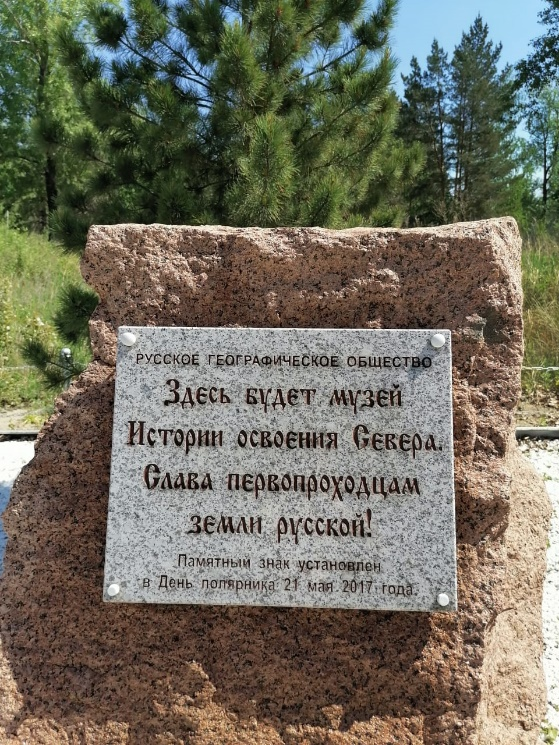 РУССКОЕ ГЕОГРАФИЧЕСКОЕ ОБЩЕСТВО
Здесь будет музей
Истории освоения Севера.
Слава первопроходцам
земли русской!
Памятный знак установлен
в День полярника 21 мая 2017 года.